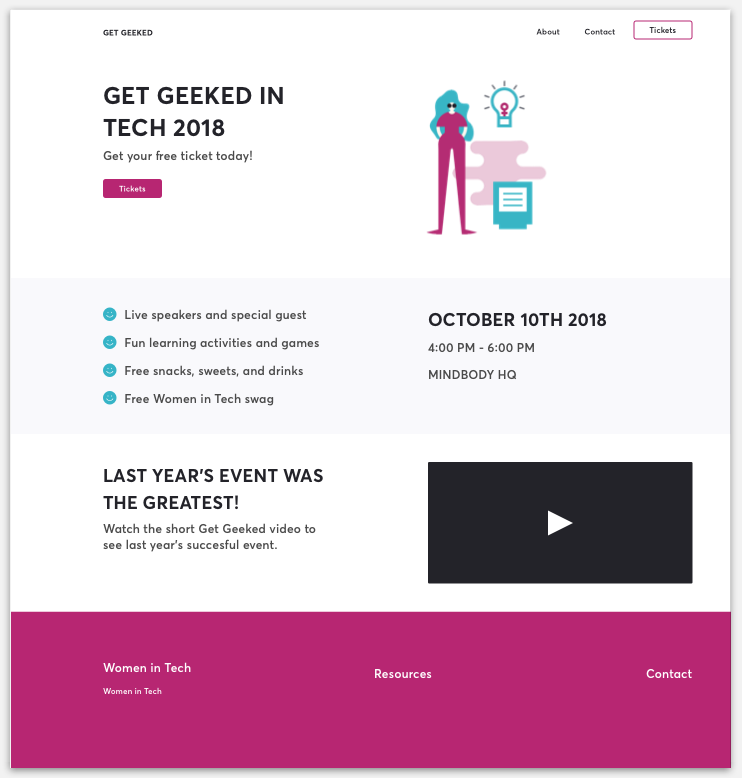 GET GEEKED
About
Contact
Tickets
GET GEEKED IN
TECH 2018
Get your free ticket today!
Tickets
Live speakers and special guest
Fun learning activities and games
Free snacks, sweets, and drinks
Free Women in Tech swag
OCTOBER 10TH 2018
4:00 PM - 6:00 PM
MINDBODY HQ
LAST YEAR'S EVENT WAS
THE GREATEST!
Watch the short Get Geeked video to
see last year's succesful event.
Women in Tech
Women in Tech
Resources
Contact